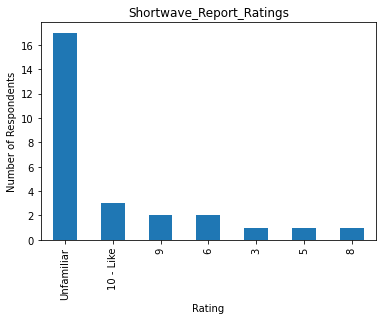 Shortwave_Report_Ratings
Number of Respondents
16
14
12
10
8
6
4
2
0
Unfamiliar
10 - Like
9
6
3
5
8
Rating